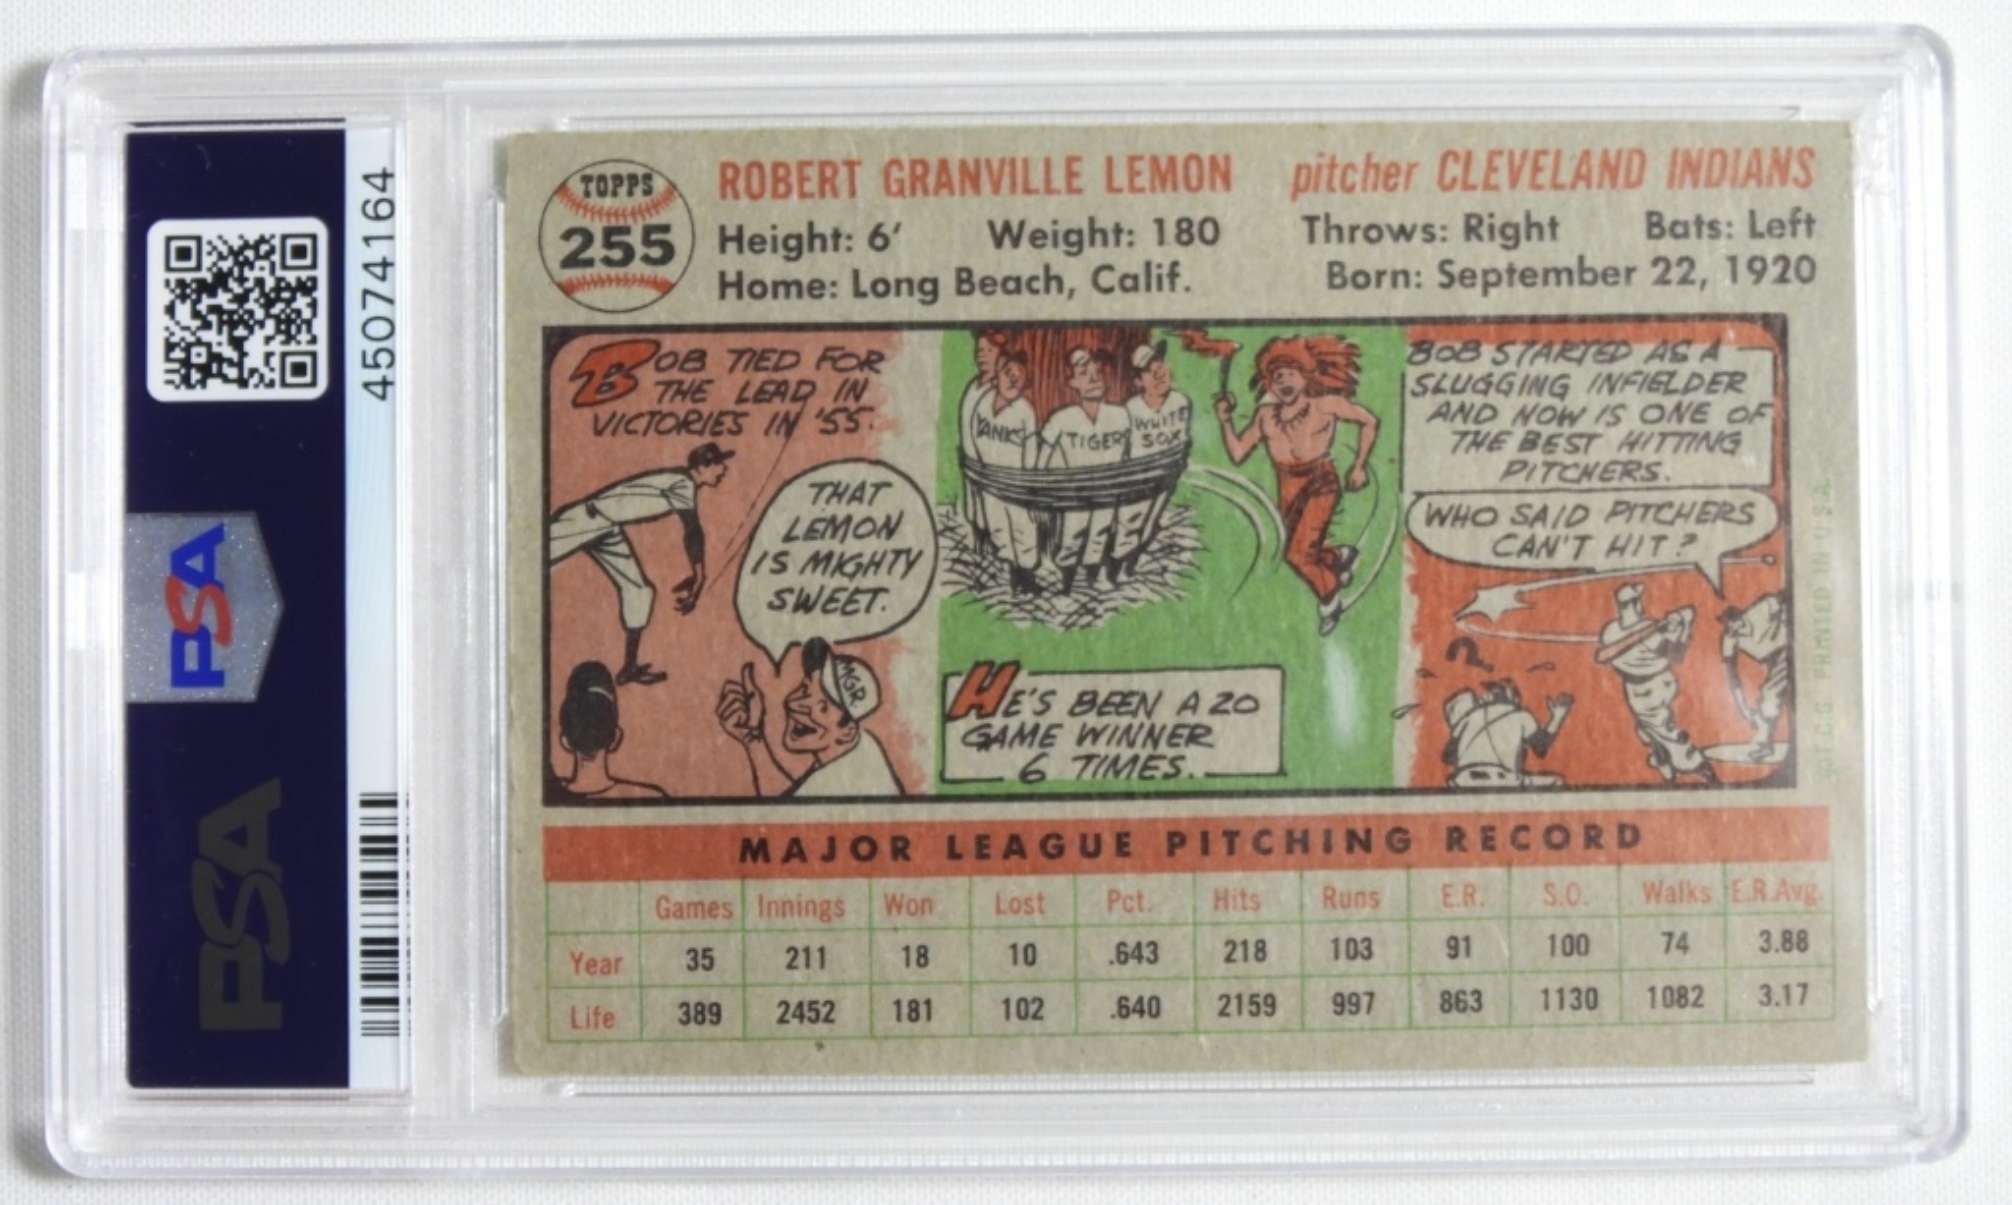 45074164
PSA
PSA
TOPPS
255
ROBERT GRANVILLE LEMON pitcher CLEVELAND INDIANS
Height: 6' Weight: 180 Throws: Right Bats: Left
Home: Long Beach, Calif. Born: September 22, 1920
BOB TIED FOR
THE LEAD IN
VICTORIES IN '55.
THAT
LEMON
IS MIGHTY
SWEET.
MGR
YANKS
TIGERS
WHITE
SOX
HE'S BEEN A 20
GAME WINNER
6 TIMES.
BOB STARTED AS A
SLUGGING INFIELDER
AND NOW IS ONE OF
THE BEST HITTING
PITCHERS.
WHO SAID PITCHERS
CAN'T HIT?
?
T.C.G. PRINTED IN U.S.A.
MAJOR LEAGUE PITCHING RECORD
Games Innings Won Lost Pct. Hits Runs E.R. S.O. Walks E.R.Avg.
Year 35 211 18 10 .643 218 103 91 100 74 3.88
Life 389 2452 181 102 .640 2159 997 863 1130 1082 3.17